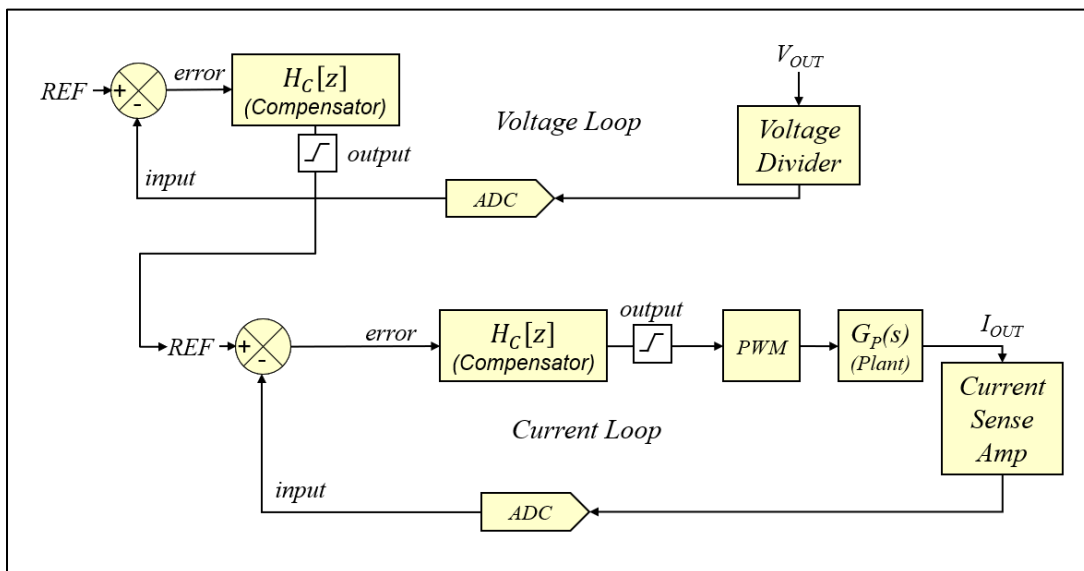 REF
+
-
error
H_C[z]
(Compensator)
output
input
Voltage Loop
ADC
V_OUT
Voltage
Divider
REF
+
-
error
H_C[z]
(Compensator)
output
PWM
G_P(s)
(Plant)
I_OUT
Current
Sense
Amp
Current Loop
input
ADC